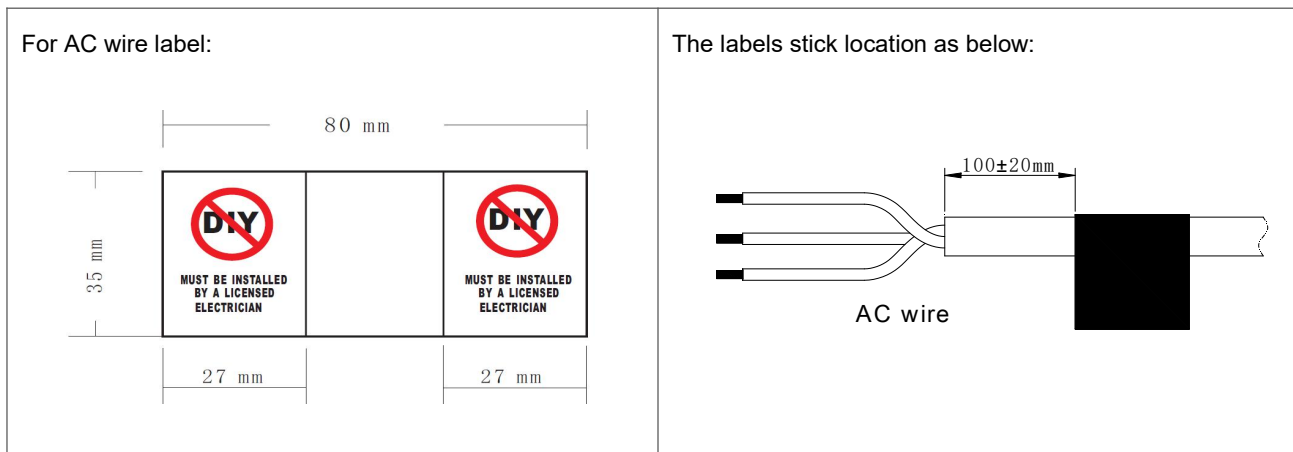 For AC wire label:
80 mm
35 mm
DIY
MUST BE INSTALLED
BY A LICENSED
ELECTRICIAN
DIY
MUST BE INSTALLED
BY A LICENSED
ELECTRICIAN
27 mm
27 mm
The labels stick location as below:
100±20mm
AC wire